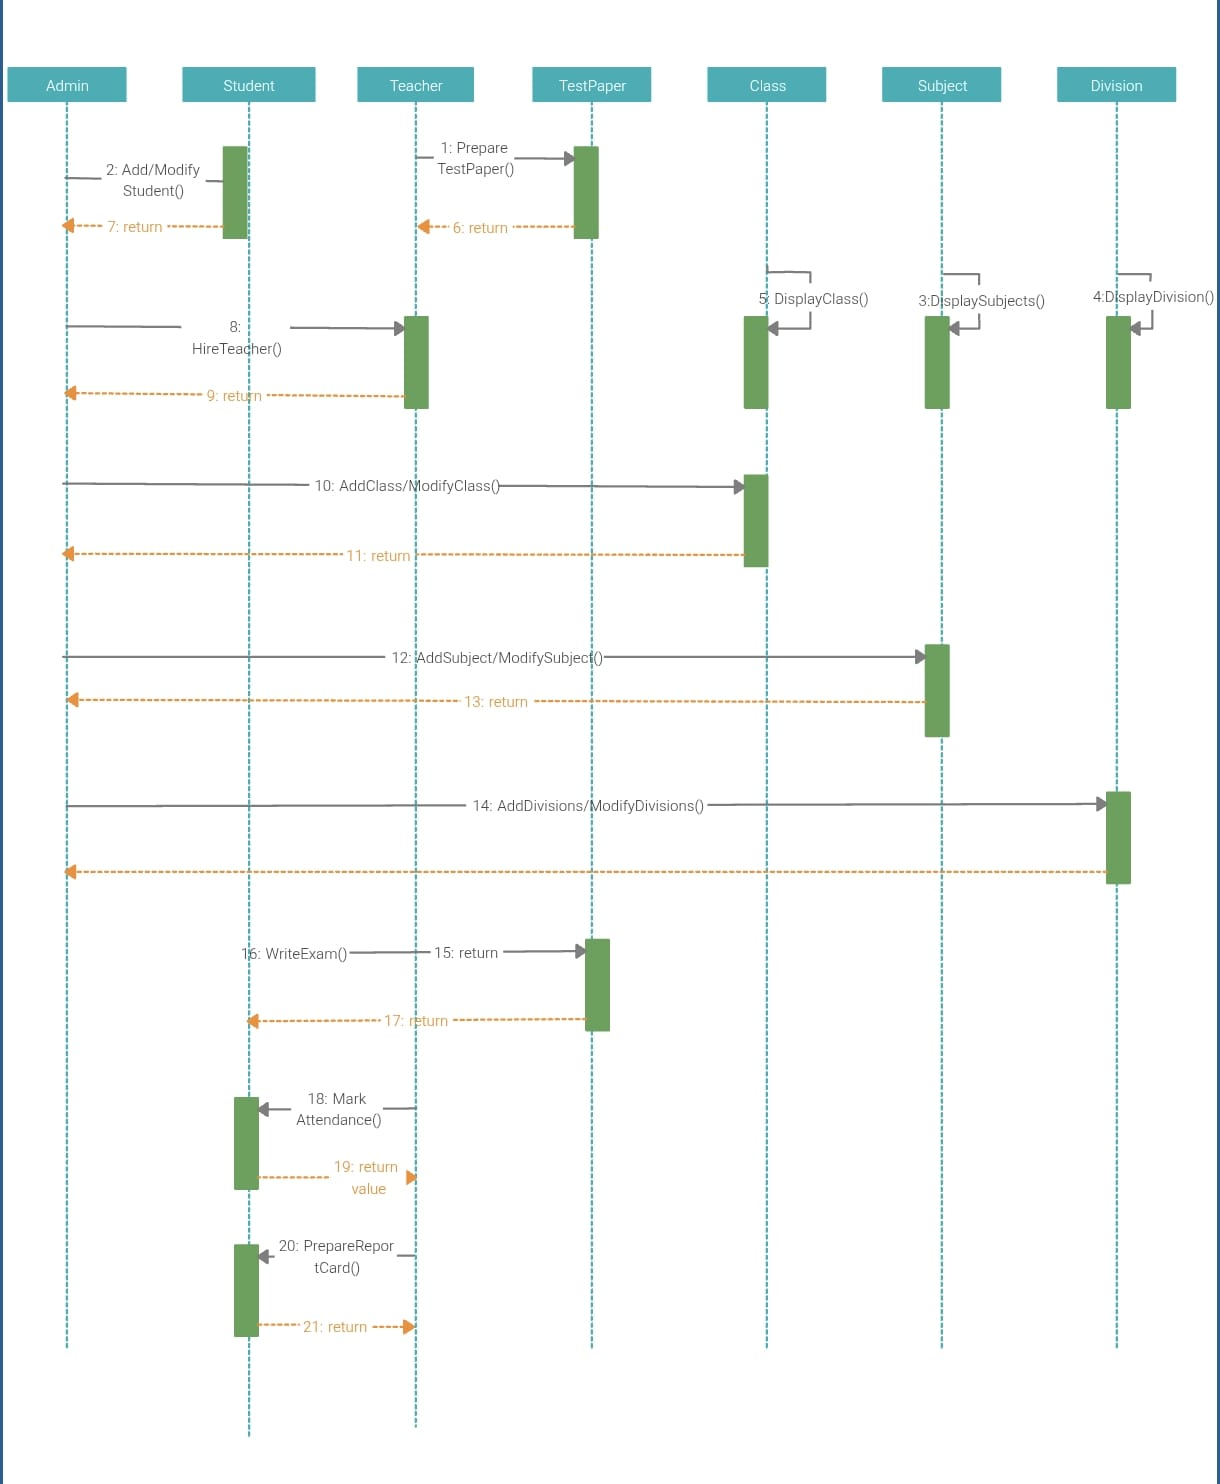 Admin
Student
Teacher
TestPaper
Class
Subject
Division
1: Prepare
TestPaper()
2: Add/Modify
Student()
7: return
6: return
5: DisplayClass()
3:DisplaySubjects()
4:DisplayDivision()
8:
HireTeacher()
9: return
10: AddClass/ModifyClass()
11: return
12: AddSubject/ModifySubject()
13: return
14: AddDivisions/ModifyDivisions()
16: WriteExam()
15: return
17: return
18: Mark
Attendance()
19: return
value
20: PrepareRepor
tCard()
21: return